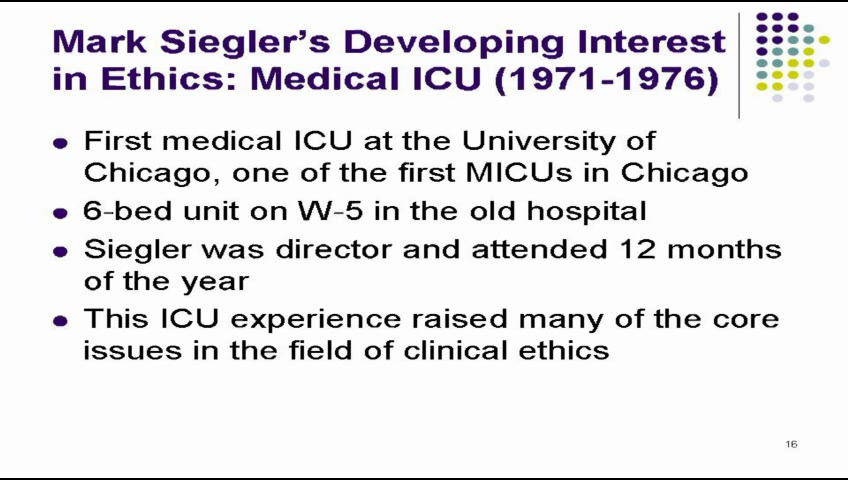 Mark Siegler's Developing Interest
in Ethics: Medical ICU (1971-1976)
First medical ICU at the University of
Chicago, one of the first MICUs in Chicago
6-bed unit on W-5 in the old hospital
Siegler was director and attended 12 months
of the year
This ICU experience raised many of the core
issues in the field of clinical ethics
16